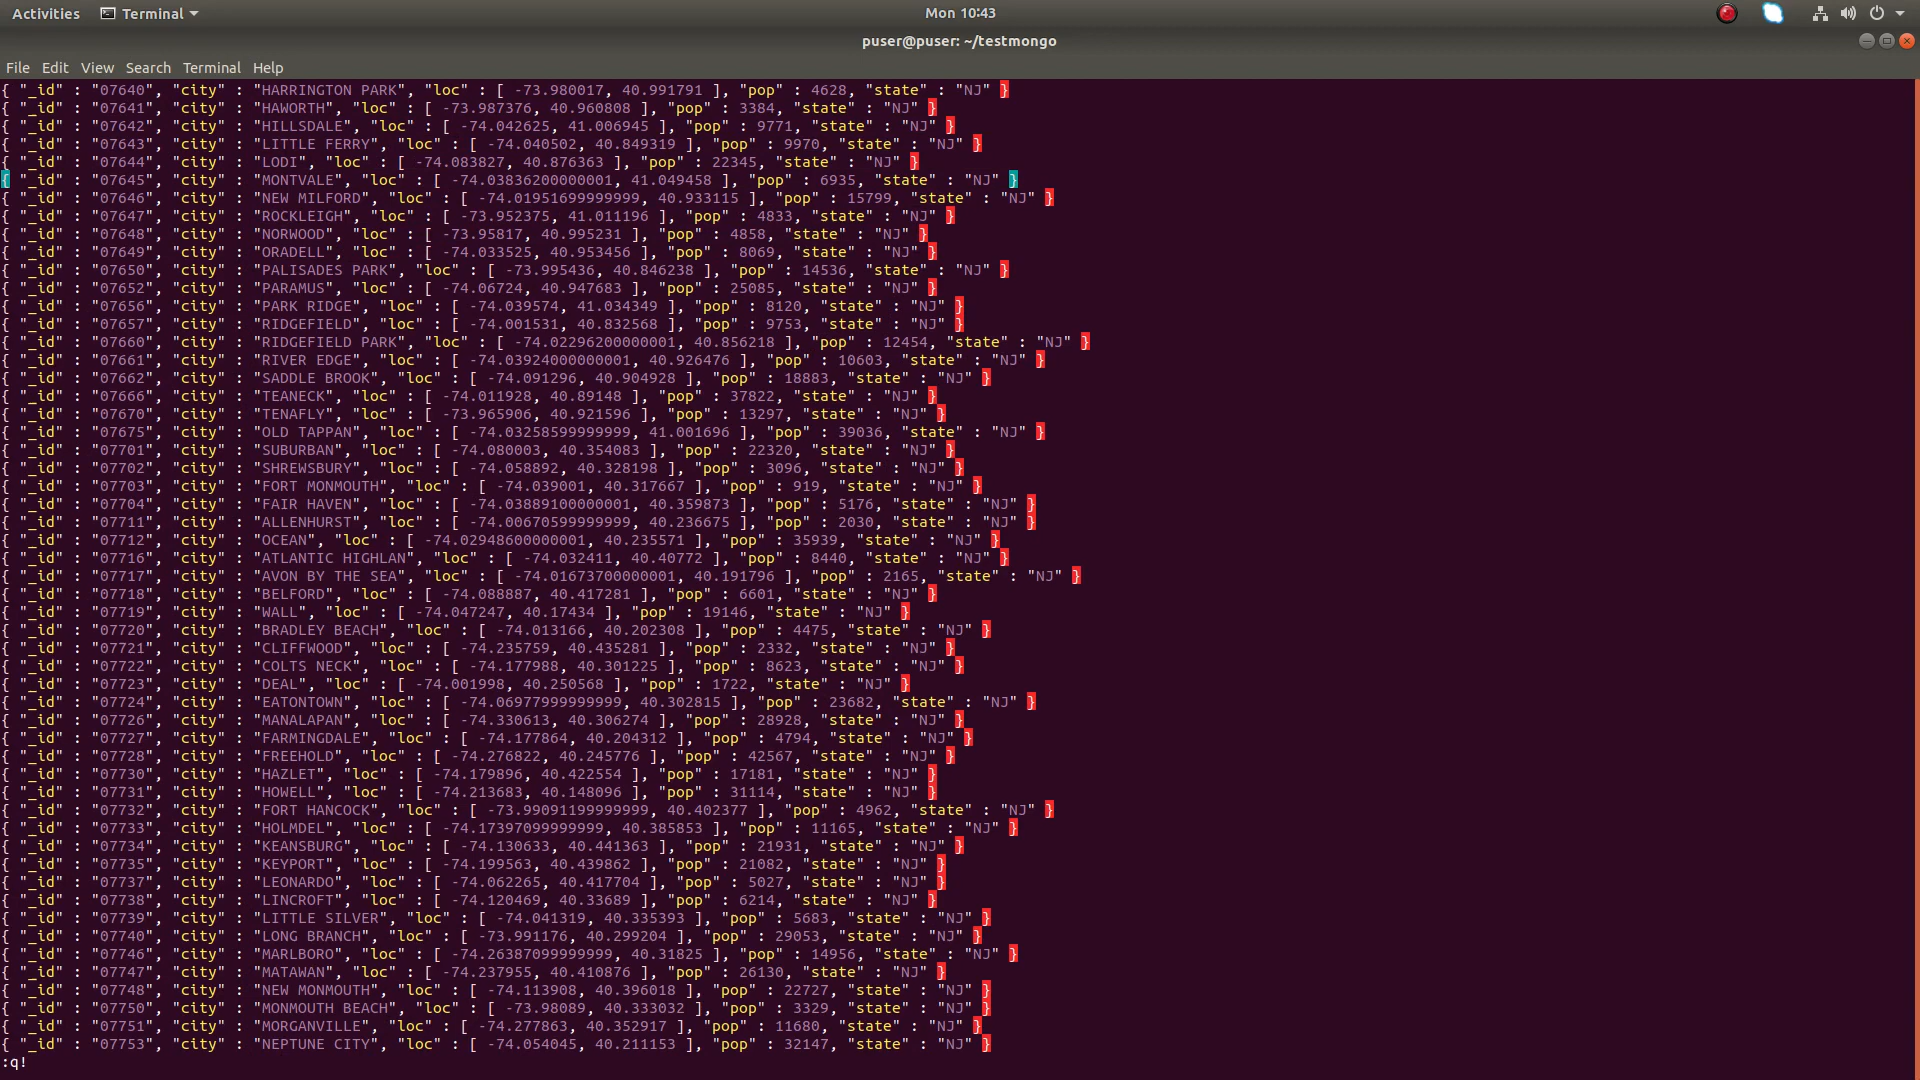 Activities Terminal Mon 10:43
puser@puser: ~/testmongo
File Edit View Search Terminal Help
{ "_id" : "07640", "city" : "HARRINGTON PARK", "loc" : [ -73.980017, 40.991791 ], "pop" : 4628, "state" : "NJ" }
{ "_id" : "07641", "city" : "HAWORTH", "loc" : [ -73.987376, 40.960808 ], "pop" : 3384, "state" : "NJ" }
{ "_id" : "07642", "city" : "HILLSDALE", "loc" : [ -74.042625, 41.006945 ], "pop" : 9771, "state" : "NJ" }
{ "_id" : "07643", "city" : "LITTLE FERRY", "loc" : [ -74.040502, 40.849319 ], "pop" : 9970, "state" : "NJ" }
{ "_id" : "07644", "city" : "LODI", "loc" : [ -74.083827, 40.876363 ], "pop" : 22345, "state" : "NJ" }
{ "_id" : "07645", "city" : "MONTVALE", "loc" : [ -74.03836200000001, 41.049458 ], "pop" : 6935, "state" : "NJ" }
{ "_id" : "07646", "city" : "NEW MILFORD", "loc" : [ -74.01951699999999, 40.933115 ], "pop" : 15799, "state" : "NJ" }
{ "_id" : "07647", "city" : "ROCKLEIGH", "loc" : [ -73.952375, 41.011196 ], "pop" : 4833, "state" : "NJ" }
{ "_id" : "07648", "city" : "NORWOOD", "loc" : [ -73.95817, 40.995231 ], "pop" : 4858, "state" : "NJ" }
{ "_id" : "07649", "city" : "ORADELL", "loc" : [ -74.033525, 40.953456 ], "pop" : 8069, "state" : "NJ" }
{ "_id" : "07650", "city" : "PALISADES PARK", "loc" : [ -73.995436, 40.846238 ], "pop" : 14536, "state" : "NJ" }
{ "_id" : "07652", "city" : "PARAMUS", "loc" : [ -74.06724, 40.947683 ], "pop" : 25085, "state" : "NJ" }
{ "_id" : "07656", "city" : "PARK RIDGE", "loc" : [ -74.039574, 41.034349 ], "pop" : 8120, "state" : "NJ" }
{ "_id" : "07657", "city" : "RIDGEFIELD", "loc" : [ -74.001531, 40.832568 ], "pop" : 9753, "state" : "NJ" }
{ "_id" : "07660", "city" : "RIDGEFIELD PARK", "loc" : [ -74.02296200000001, 40.856218 ], "pop" : 12454, "state" : "NJ" }
{ "_id" : "07661", "city" : "RIVER EDGE", "loc" : [ -74.03924000000001, 40.926476 ], "pop" : 10603, "state" : "NJ" }
{ "_id" : "07662", "city" : "SADDLE BROOK", "loc" : [ -74.091296, 40.904928 ], "pop" : 18883, "state" : "NJ" }
{ "_id" : "07666", "city" : "TEANECK", "loc" : [ -74.011928, 40.89148 ], "pop" : 37822, "state" : "NJ" }
{ "_id" : "07670", "city" : "TENAFLY", "loc" : [ -73.965906, 40.921596 ], "pop" : 13297, "state" : "NJ" }
{ "_id" : "07675", "city" : "OLD TAPPAN", "loc" : [ -74.03258599999999, 41.001696 ], "pop" : 39036, "state" : "NJ" }
{ "_id" : "07701", "city" : "SUBURBAN", "loc" : [ -74.080003, 40.354083 ], "pop" : 22320, "state" : "NJ" }
{ "_id" : "07702", "city" : "SHREWSBURY", "loc" : [ -74.058892, 40.328198 ], "pop" : 3096, "state" : "NJ" }
{ "_id" : "07703", "city" : "FORT MONMOUTH", "loc" : [ -74.039001, 40.317667 ], "pop" : 919, "state" : "NJ" }
{ "_id" : "07704", "city" : "FAIR HAVEN", "loc" : [ -74.03889100000001, 40.359873 ], "pop" : 5176, "state" : "NJ" }
{ "_id" : "07711", "city" : "ALLENHURST", "loc" : [ -74.00670599999999, 40.236675 ], "pop" : 2030, "state" : "NJ" }
{ "_id" : "07712", "city" : "OCEAN", "loc" : [ -74.02948600000001, 40.235571 ], "pop" : 35939, "state" : "NJ" }
{ "_id" : "07716", "city" : "ATLANTIC HIGHLAN", "loc" : [ -74.032411, 40.40772 ], "pop" : 8440, "state" : "NJ" }
{ "_id" : "07717", "city" : "AVON BY THE SEA", "loc" : [ -74.01673700000001, 40.191796 ], "pop" : 2165, "state" : "NJ" }
{ "_id" : "07718", "city" : "BELFORD", "loc" : [ -74.088887, 40.417281 ], "pop" : 6601, "state" : "NJ" }
{ "_id" : "07719", "city" : "WALL", "loc" : [ -74.047247, 40.17434 ], "pop" : 19146, "state" : "NJ" }
{ "_id" : "07720", "city" : "BRADLEY BEACH", "loc" : [ -74.013166, 40.202308 ], "pop" : 4475, "state" : "NJ" }
{ "_id" : "07721", "city" : "CLIFFWOOD", "loc" : [ -74.235759, 40.435281 ], "pop" : 2332, "state" : "NJ" }
{ "_id" : "07722", "city" : "COLTS NECK", "loc" : [ -74.177988, 40.301225 ], "pop" : 8623, "state" : "NJ" }
{ "_id" : "07723", "city" : "DEAL", "loc" : [ -74.001998, 40.250568 ], "pop" : 1722, "state" : "NJ" }
{ "_id" : "07724", "city" : "EATONTOWN", "loc" : [ -74.06977999999999, 40.302815 ], "pop" : 23682, "state" : "NJ" }
{ "_id" : "07726", "city" : "MANALAPAN", "loc" : [ -74.330613, 40.306274 ], "pop" : 28928, "state" : "NJ" }
{ "_id" : "07727", "city" : "FARMINGDALE", "loc" : [ -74.177864, 40.204312 ], "pop" : 4794, "state" : "NJ" }
{ "_id" : "07728", "city" : "FREEHOLD", "loc" : [ -74.276822, 40.245776 ], "pop" : 42567, "state" : "NJ" }
{ "_id" : "07730", "city" : "HAZLET", "loc" : [ -74.179896, 40.422554 ], "pop" : 17181, "state" : "NJ" }
{ "_id" : "07731", "city" : "HOWELL", "loc" : [ -74.213683, 40.148096 ], "pop" : 31114, "state" : "NJ" }
{ "_id" : "07732", "city" : "FORT HANCOCK", "loc" : [ -73.99091199999999, 40.402377 ], "pop" : 4962, "state" : "NJ" }
{ "_id" : "07733", "city" : "HOLMDEL", "loc" : [ -74.17397099999999, 40.385853 ], "pop" : 11165, "state" : "NJ" }
{ "_id" : "07734", "city" : "KEANSBURG", "loc" : [ -74.130633, 40.441363 ], "pop" : 21931, "state" : "NJ" }
{ "_id" : "07735", "city" : "KEYPORT", "loc" : [ -74.199563, 40.439862 ], "pop" : 21082, "state" : "NJ" }
{ "_id" : "07737", "city" : "LEONARDO", "loc" : [ -74.062265, 40.417704 ], "pop" : 5027, "state" : "NJ" }
{ "_id" : "07738", "city" : "LINCROFT", "loc" : [ -74.120469, 40.33689 ], "pop" : 6214, "state" : "NJ" }
{ "_id" : "07739", "city" : "LITTLE SILVER", "loc" : [ -74.041319, 40.335393 ], "pop" : 5683, "state" : "NJ" }
{ "_id" : "07740", "city" : "LONG BRANCH", "loc" : [ -73.991176, 40.299204 ], "pop" : 29053, "state" : "NJ" }
{ "_id" : "07746", "city" : "MARLBORO", "loc" : [ -74.26387099999999, 40.31825 ], "pop" : 14956, "state" : "NJ" }
{ "_id" : "07747", "city" : "MATAWAN", "loc" : [ -74.237955, 40.410876 ], "pop" : 26130, "state" : "NJ" }
{ "_id" : "07748", "city" : "NEW MONMOUTH", "loc" : [ -74.113908, 40.396018 ], "pop" : 22727, "state" : "NJ" }
{ "_id" : "07750", "city" : "MONMOUTH BEACH", "loc" : [ -73.98089, 40.333032 ], "pop" : 3329, "state" : "NJ" }
{ "_id" : "07751", "city" : "MORGANVILLE", "loc" : [ -74.277863, 40.352917 ], "pop" : 11680, "state" : "NJ" }
{ "_id" : "07753", "city" : "NEPTUNE CITY", "loc" : [ -74.054045, 40.211153 ], "pop" : 32147, "state" : "NJ" }
:q!